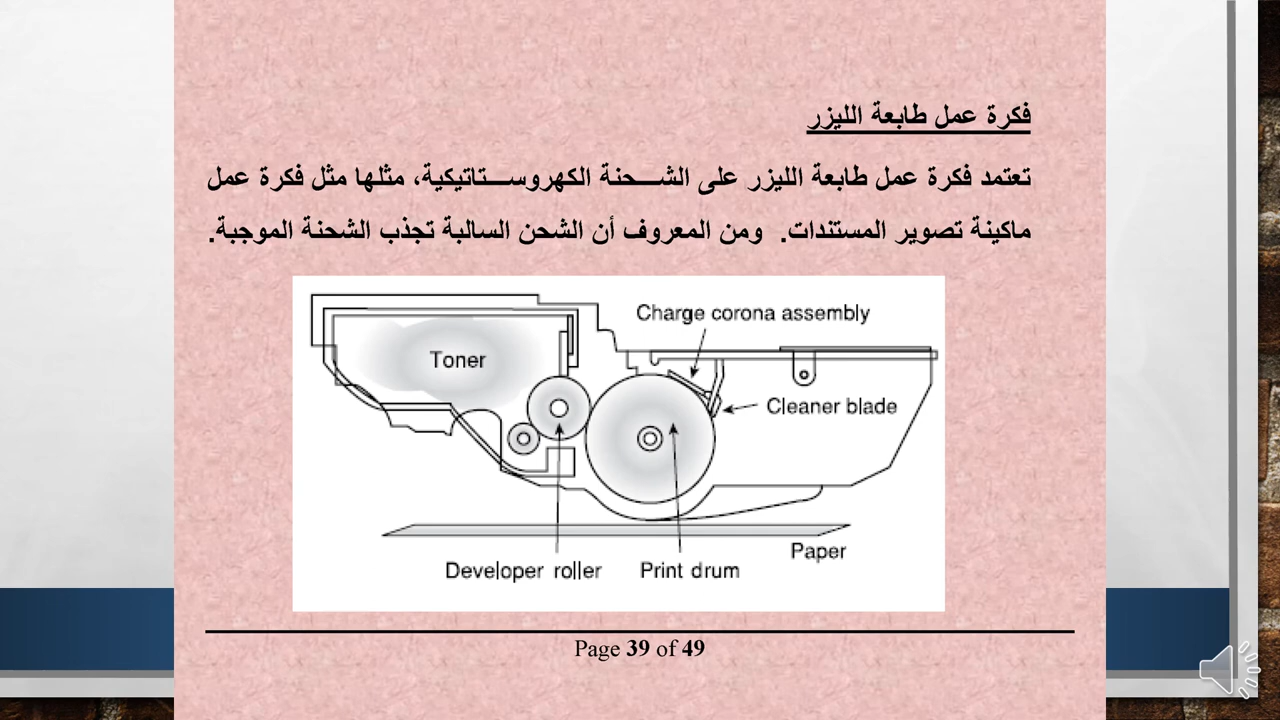 فكرة عمل طابعة الليزر
تعتمد فكرة عمل طابعة الليزر على الشـــحنة الكهروســـتاتيكية، مثلها مثل فكرة عمل
ماكينة تصوير المستندات. ومن المعروف أن الشحن السالبة تجذب الشحنة الموجبة.
Charge corona assembly
Toner
Cleaner blade
Paper
Developer roller
Print drum
Page 39 of 49